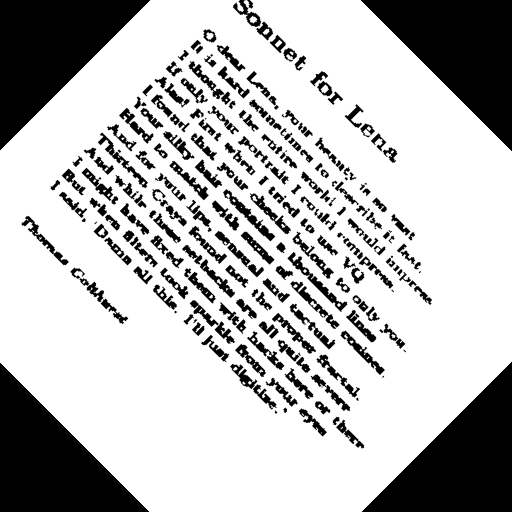 Sonnet for Lena
O dear Lena, your beauty is so vast
It is hard sometimes to describe it fast.
I thought the entire world I would impress
If only your portrait I could compress.
Alas! First when I tried to use VQ
I found that your cheeks belong to only you.
Your silky hair contains a thousand lines
Hard to match with sums of discrete cosines.
And for your lips, sensual and tactual
Thirteen Crays found not the proper fractal.
And while these setbacks are all quite severe
I might have fixed them with hacks here or there
But when filters took sparkle from your eyes
I said, 'Damn all this. I'll just digitize.'
Thomas Colthurst